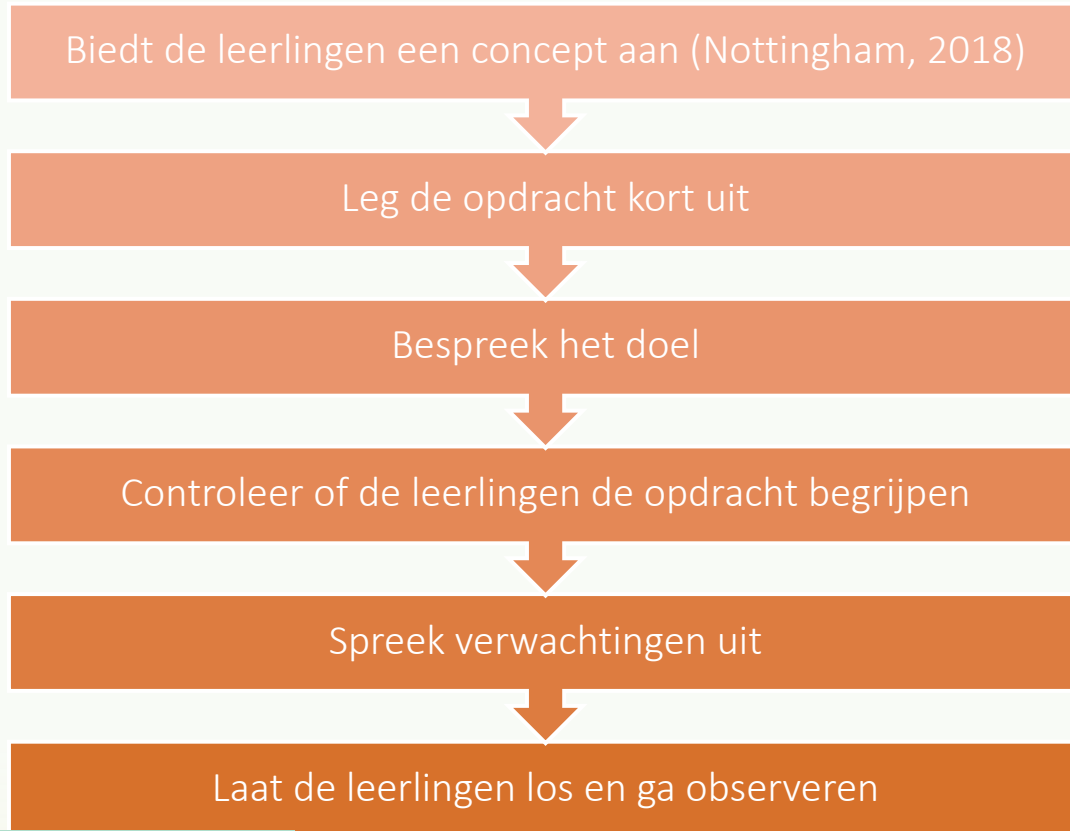 Biedt de leerlingen een concept aan (Nottingham, 2018)
Leg de opdracht kort uit
Bespreek het doel
Controleer of de leerlingen de opdracht begrijpen
Spreek verwachtingen uit
Laat de leerlingen los en ga observeren